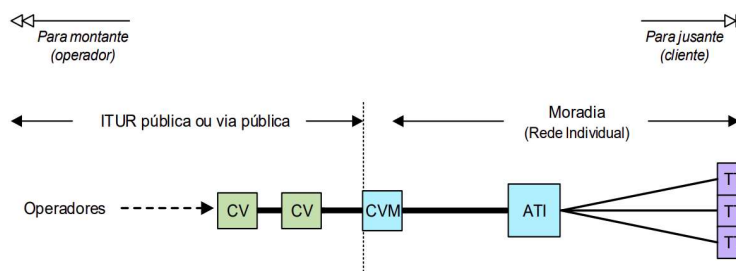 Para montante
(operador)
Para jusante
(cliente)
ITUR pública ou via pública
Moradia
(Rede Individual)
Operadores
CV
CV
CVM
ATI
T
T
T